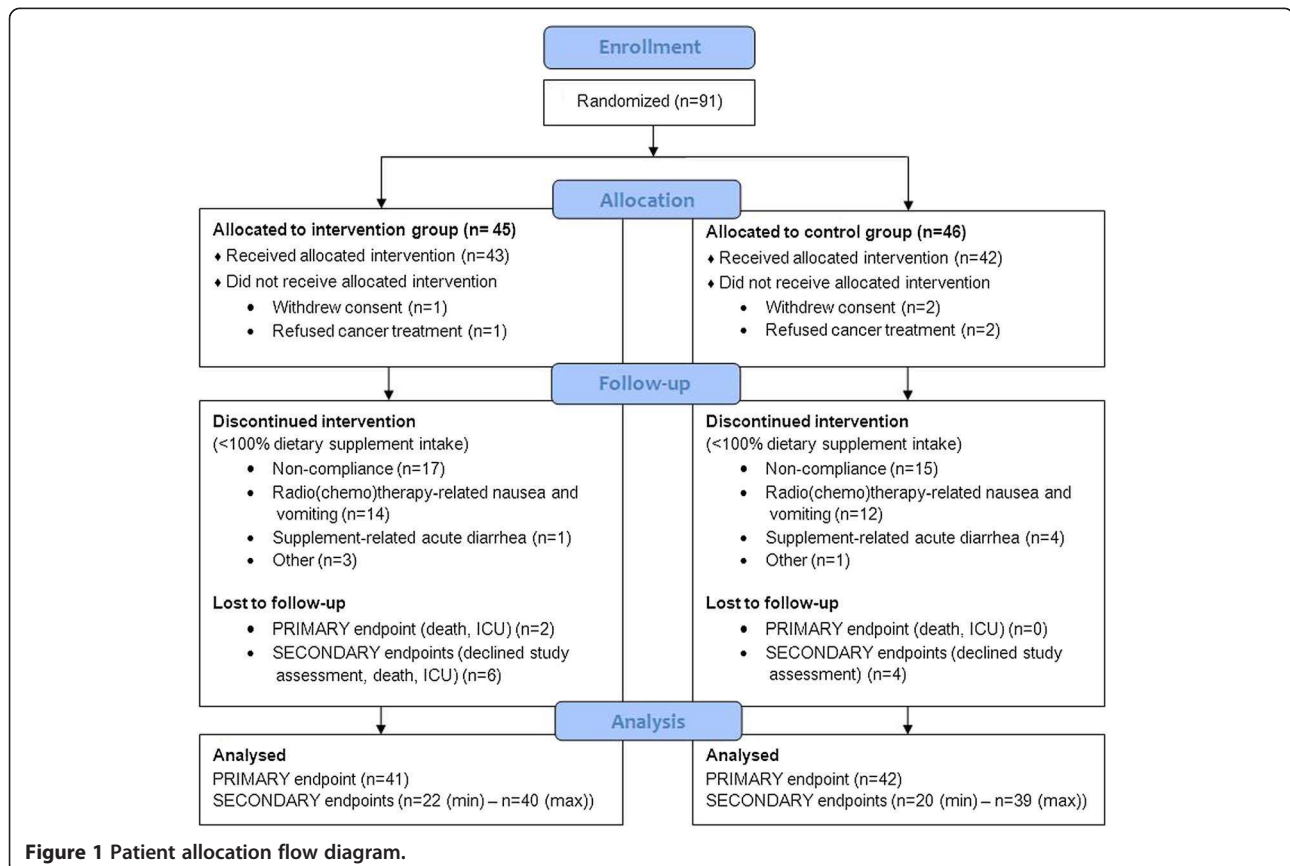 Enrollment
Randomized (n=91)
Allocation
Allocated to intervention group (n= 45)
♦ Received allocated intervention (n=43)
♦ Did not receive allocated intervention
• Withdrew consent (n=1)
• Refused cancer treatment (n=1)
Allocated to control group (n=46)
♦ Received allocated intervention (n=42)
♦ Did not receive allocated intervention
• Withdrew consent (n=2)
• Refused cancer treatment (n=2)
Follow-up
Discontinued intervention
(<100% dietary supplement intake)
• Non-compliance (n=17)
• Radio(chemo)therapy-related nausea and
vomiting (n=14)
• Supplement-related acute diarrhea (n=1)
• Other (n=3)
Lost to follow-up
• PRIMARY endpoint (death, ICU) (n=2)
• SECONDARY endpoints (declined study
assessment, death, ICU) (n=6)
Discontinued intervention
(<100% dietary supplement intake)
• Non-compliance (n=15)
• Radio(chemo)therapy-related nausea and
vomiting (n=12)
• Supplement-related acute diarrhea (n=4)
• Other (n=1)
Lost to follow-up
• PRIMARY endpoint (death, ICU) (n=0)
• SECONDARY endpoints (declined study
assessment) (n=4)
Analysis
Analysed
PRIMARY endpoint (n=41)
SECONDARY endpoints (n=22 (min) – n=40 (max))
Analysed
PRIMARY endpoint (n=42)
SECONDARY endpoints (n=20 (min) – n=39 (max))
Figure 1 Patient allocation flow diagram.